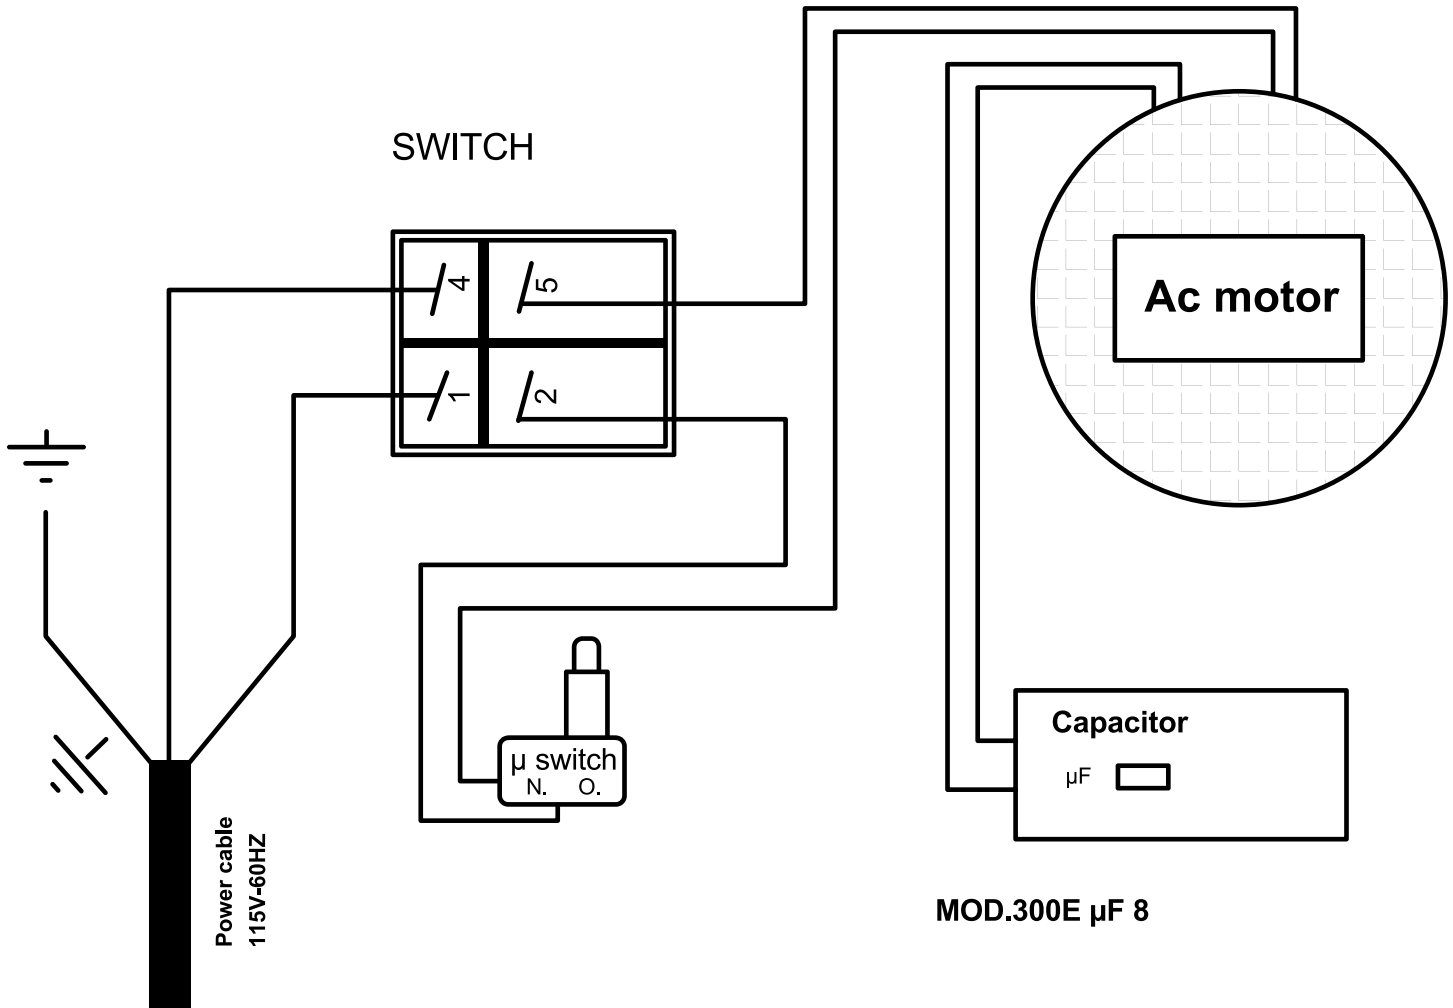 SWITCH
4
5
1
2
Ac motor
µ switch
N. O.
Capacitor
µF
Power cable
115V-60HZ
MOD.300E µF 8